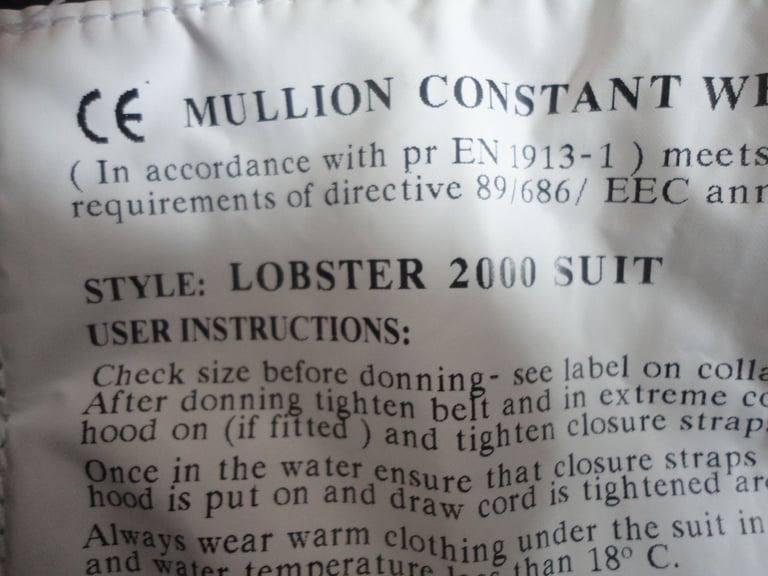 CE MULLION CONSTANT
( In accordance with pr EN 1913-1 ) meets
requirements of directive 89/686/ EEC
STYLE: LOBSTER 2000 SUIT
USER INSTRUCTIONS:
Check size before donning- see label on
After donning tighten belt and in extreme
hood on (if fitted ) and tighten closure strap
Once in the water ensure that closure straps
hood is put on and draw cord is tightened
Always wear warm clothing under the suit in
and water temperature less than 18º C.